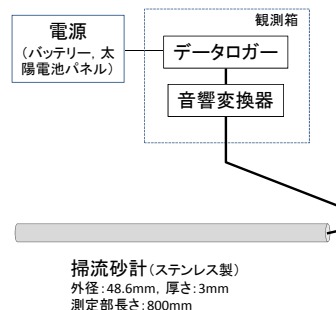 観測箱
電源
(バッテリー, 太
陽電池パネル)
データロガー
音響変換器
掃流砂計(ステンレス製)
外径:48.6mm, 厚さ:3mm
測定部長さ:800mm